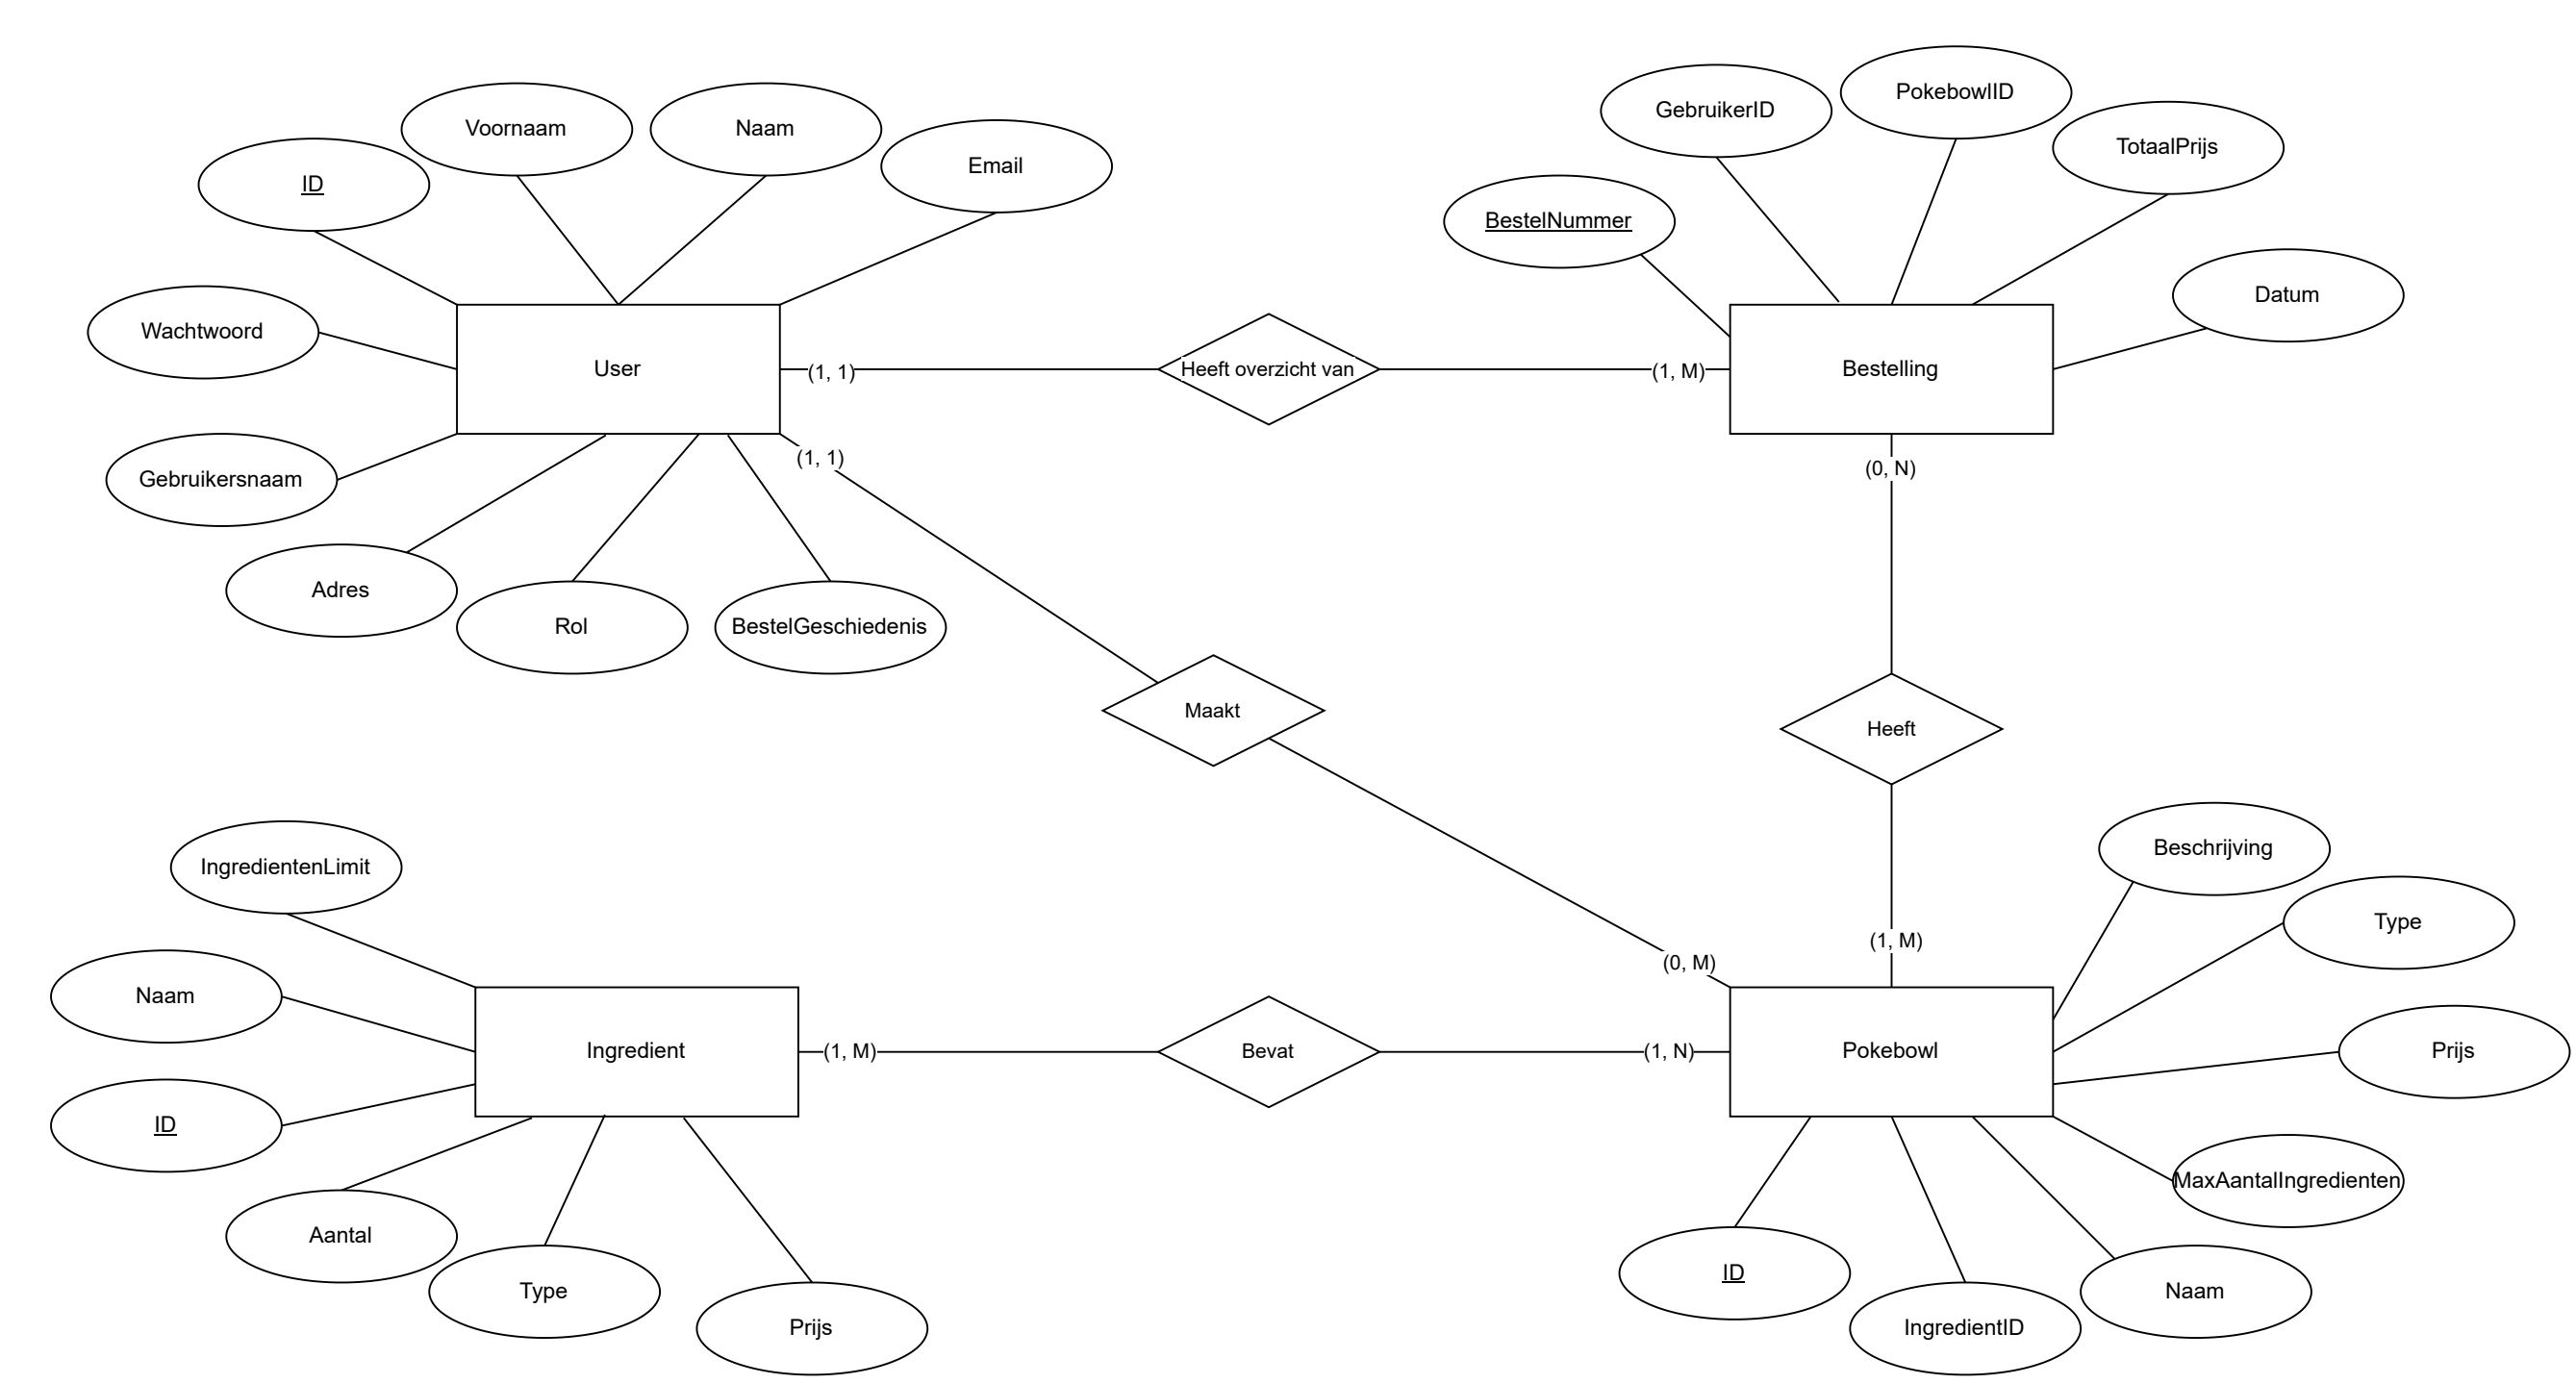 PokebowlID
GebruikerID
Voornaam
Naam
TotaalPrijs
Email
ID
BestelNummer
Datum
Wachtwoord
User
(1, 1)
Heeft overzicht van
(1, M)
Bestelling
(1, 1)
(0, N)
Gebruikersnaam
Adres
Rol
BestelGeschiedenis
Maakt
Heeft
Beschrijving
IngredientenLimit
Type
(1, M)
(0, M)
Naam
Ingredient
(1, M)
Bevat
(1, N)
Pokebowl
Prijs
ID
MaxAantalIngredienten
Aantal
ID
Type
Naam
Prijs
IngredientID